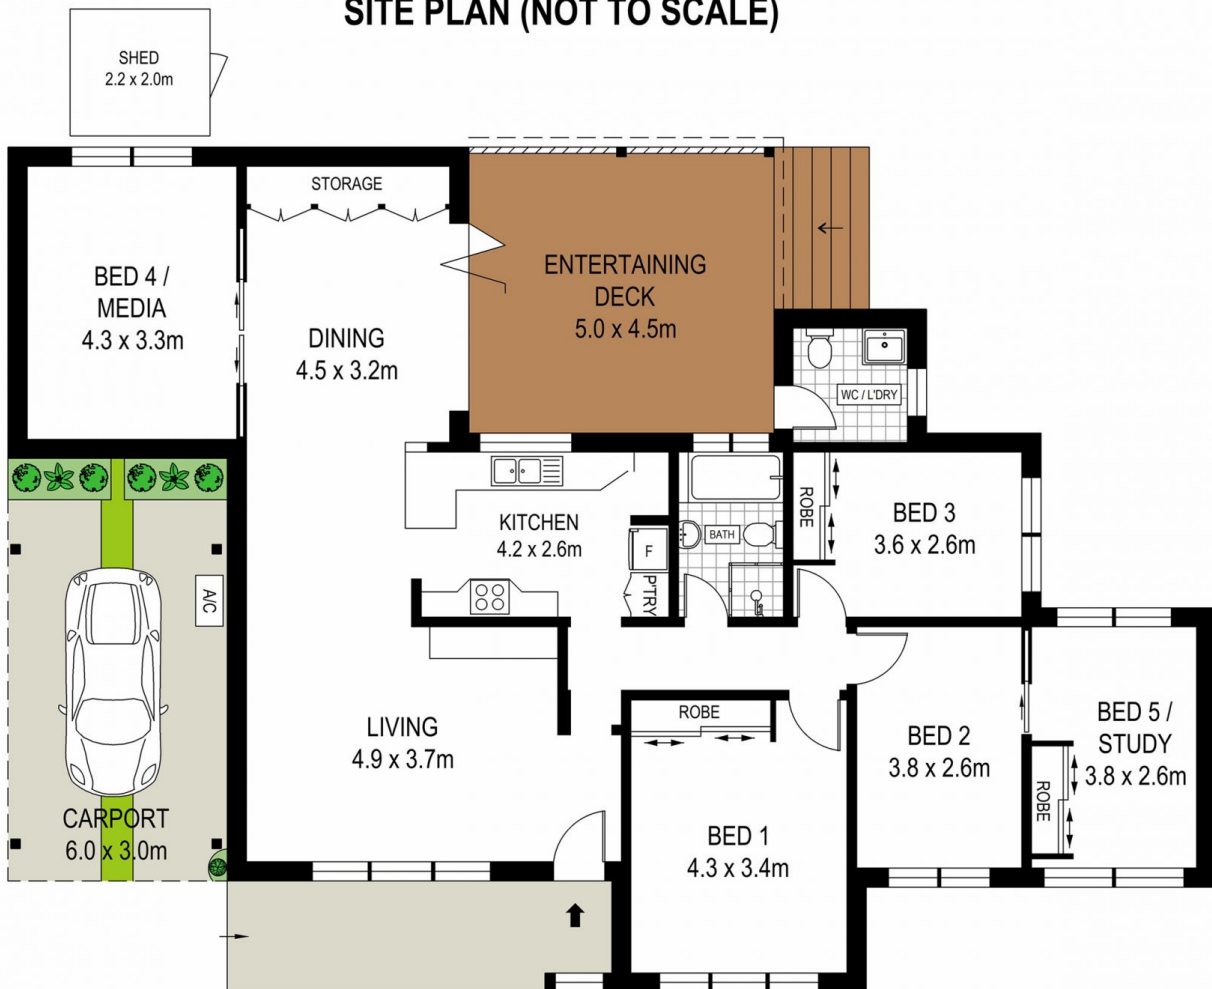 SITE PLAN (NOT TO SCALE)
SHED
2.2 x 2.0m
STORAGE
BED 4 /
MEDIA
4.3 x 3.3m
DINING
4.5 x 3.2m
ENTERTAINING
DECK
5.0 x 4.5m
WC / L'DRY
KITCHEN
4.2 x 2.6m
F
P'TRY
BATH
ROBE
BED 3
3.6 x 2.6m
A/C
CARPORT
6.0 x 3.0m
LIVING
4.9 x 3.7m
ROBE
BED 1
4.3 x 3.4m
BED 2
3.8 x 2.6m
BED 5 /
STUDY
3.8 x 2.6m
ROBE